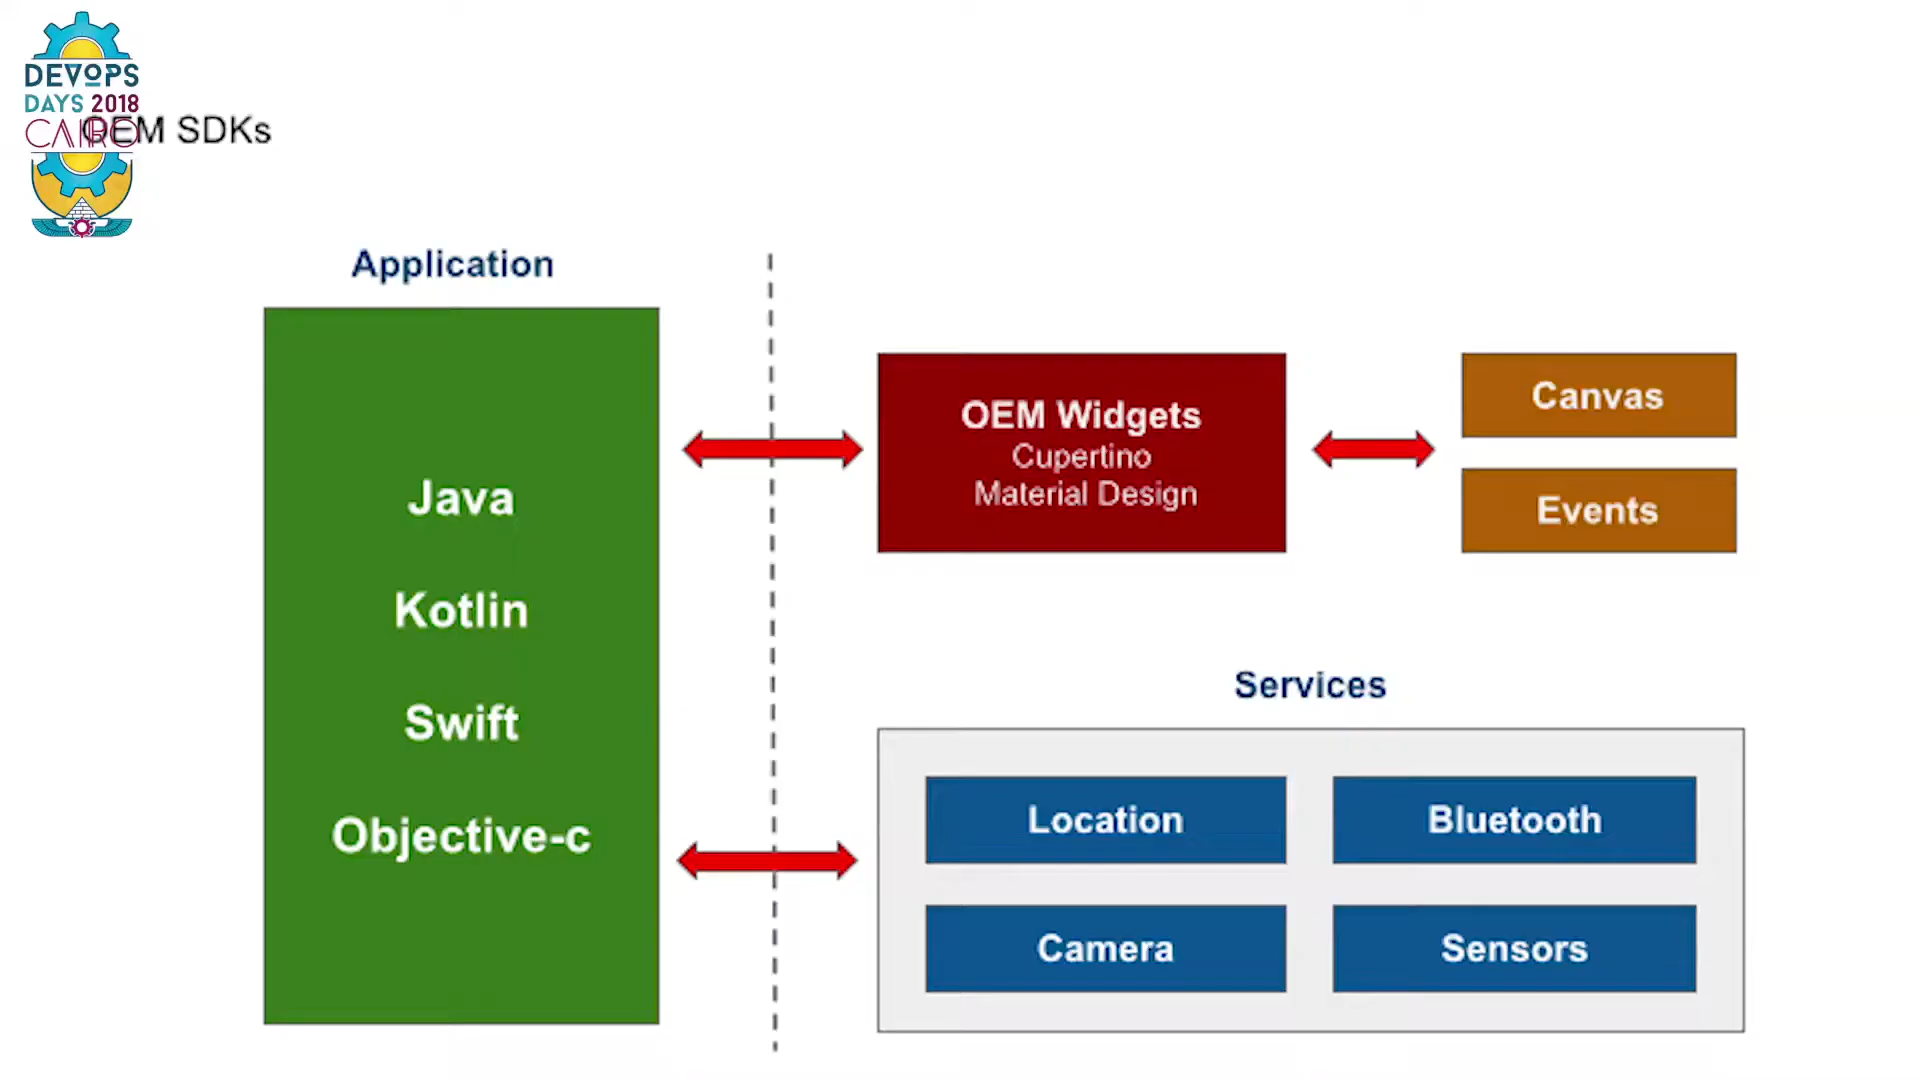 DEVOPS
DAYS 2018
CAIRO
OEM SDKs
Application
Java
Kotlin
Swift
Objective-c
OEM Widgets
Cupertino
Material Design
Canvas
Events
Services
Location
Bluetooth
Camera
Sensors